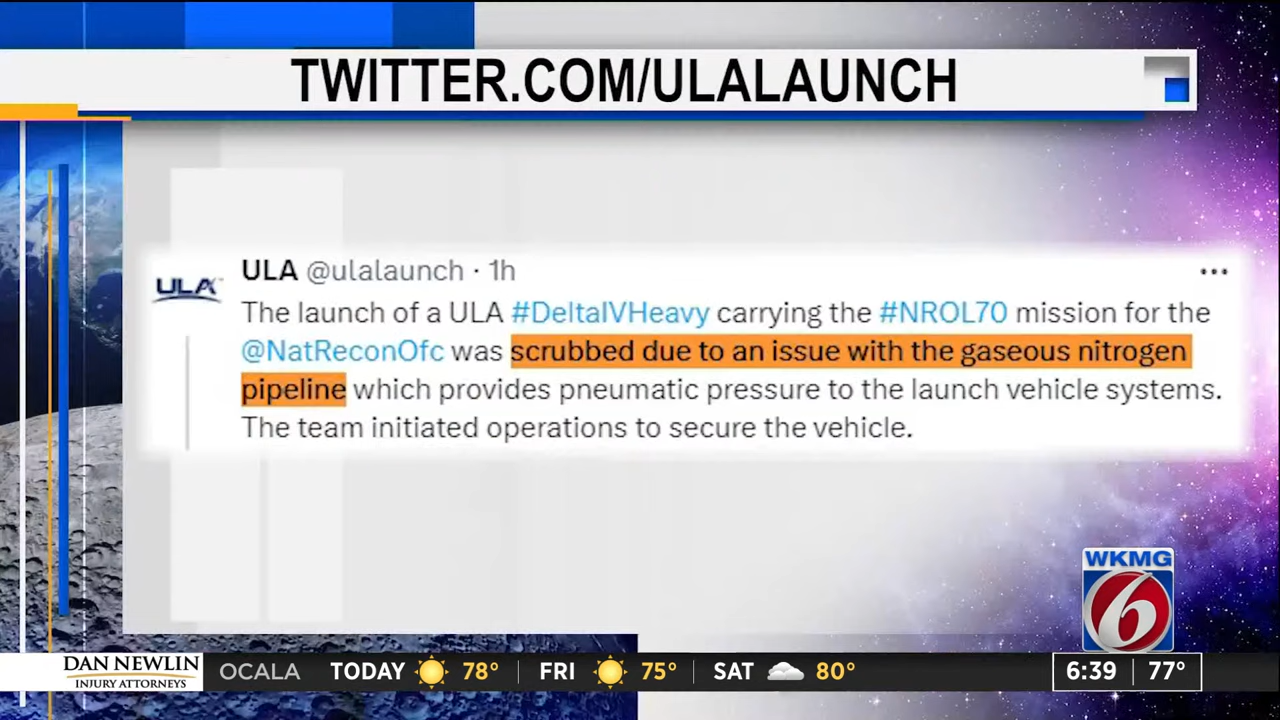 TWITTER.COM/ULALAUNCH
ULA @ulalaunch · 1h
ULA
The launch of a ULA #DeltaIVHeavy carrying the #NROL70 mission for the
@NatReconOfc was scrubbed due to an issue with the gaseous nitrogen
pipeline which provides pneumatic pressure to the launch vehicle systems.
The team initiated operations to secure the vehicle.
WKMG
6
DAN NEWLIN
INJURY ATTORNEYS
OCALA TODAY 78° FRI 75° SAT 80°
6:39 77°